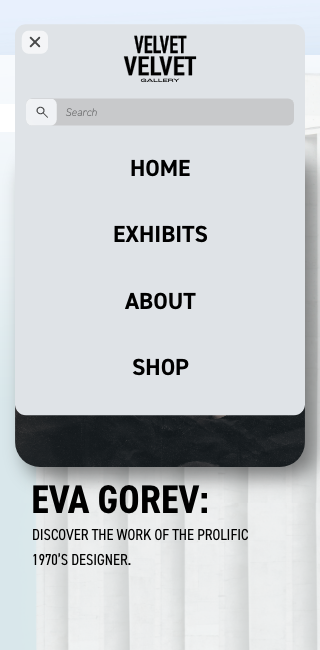 VELVET
VELVET
GALLERY
Search
HOME
EXHIBITS
ABOUT
SHOP
EVA GOREV:
DISCOVER THE WORK OF THE PROLIFIC
1970'S DESIGNER.